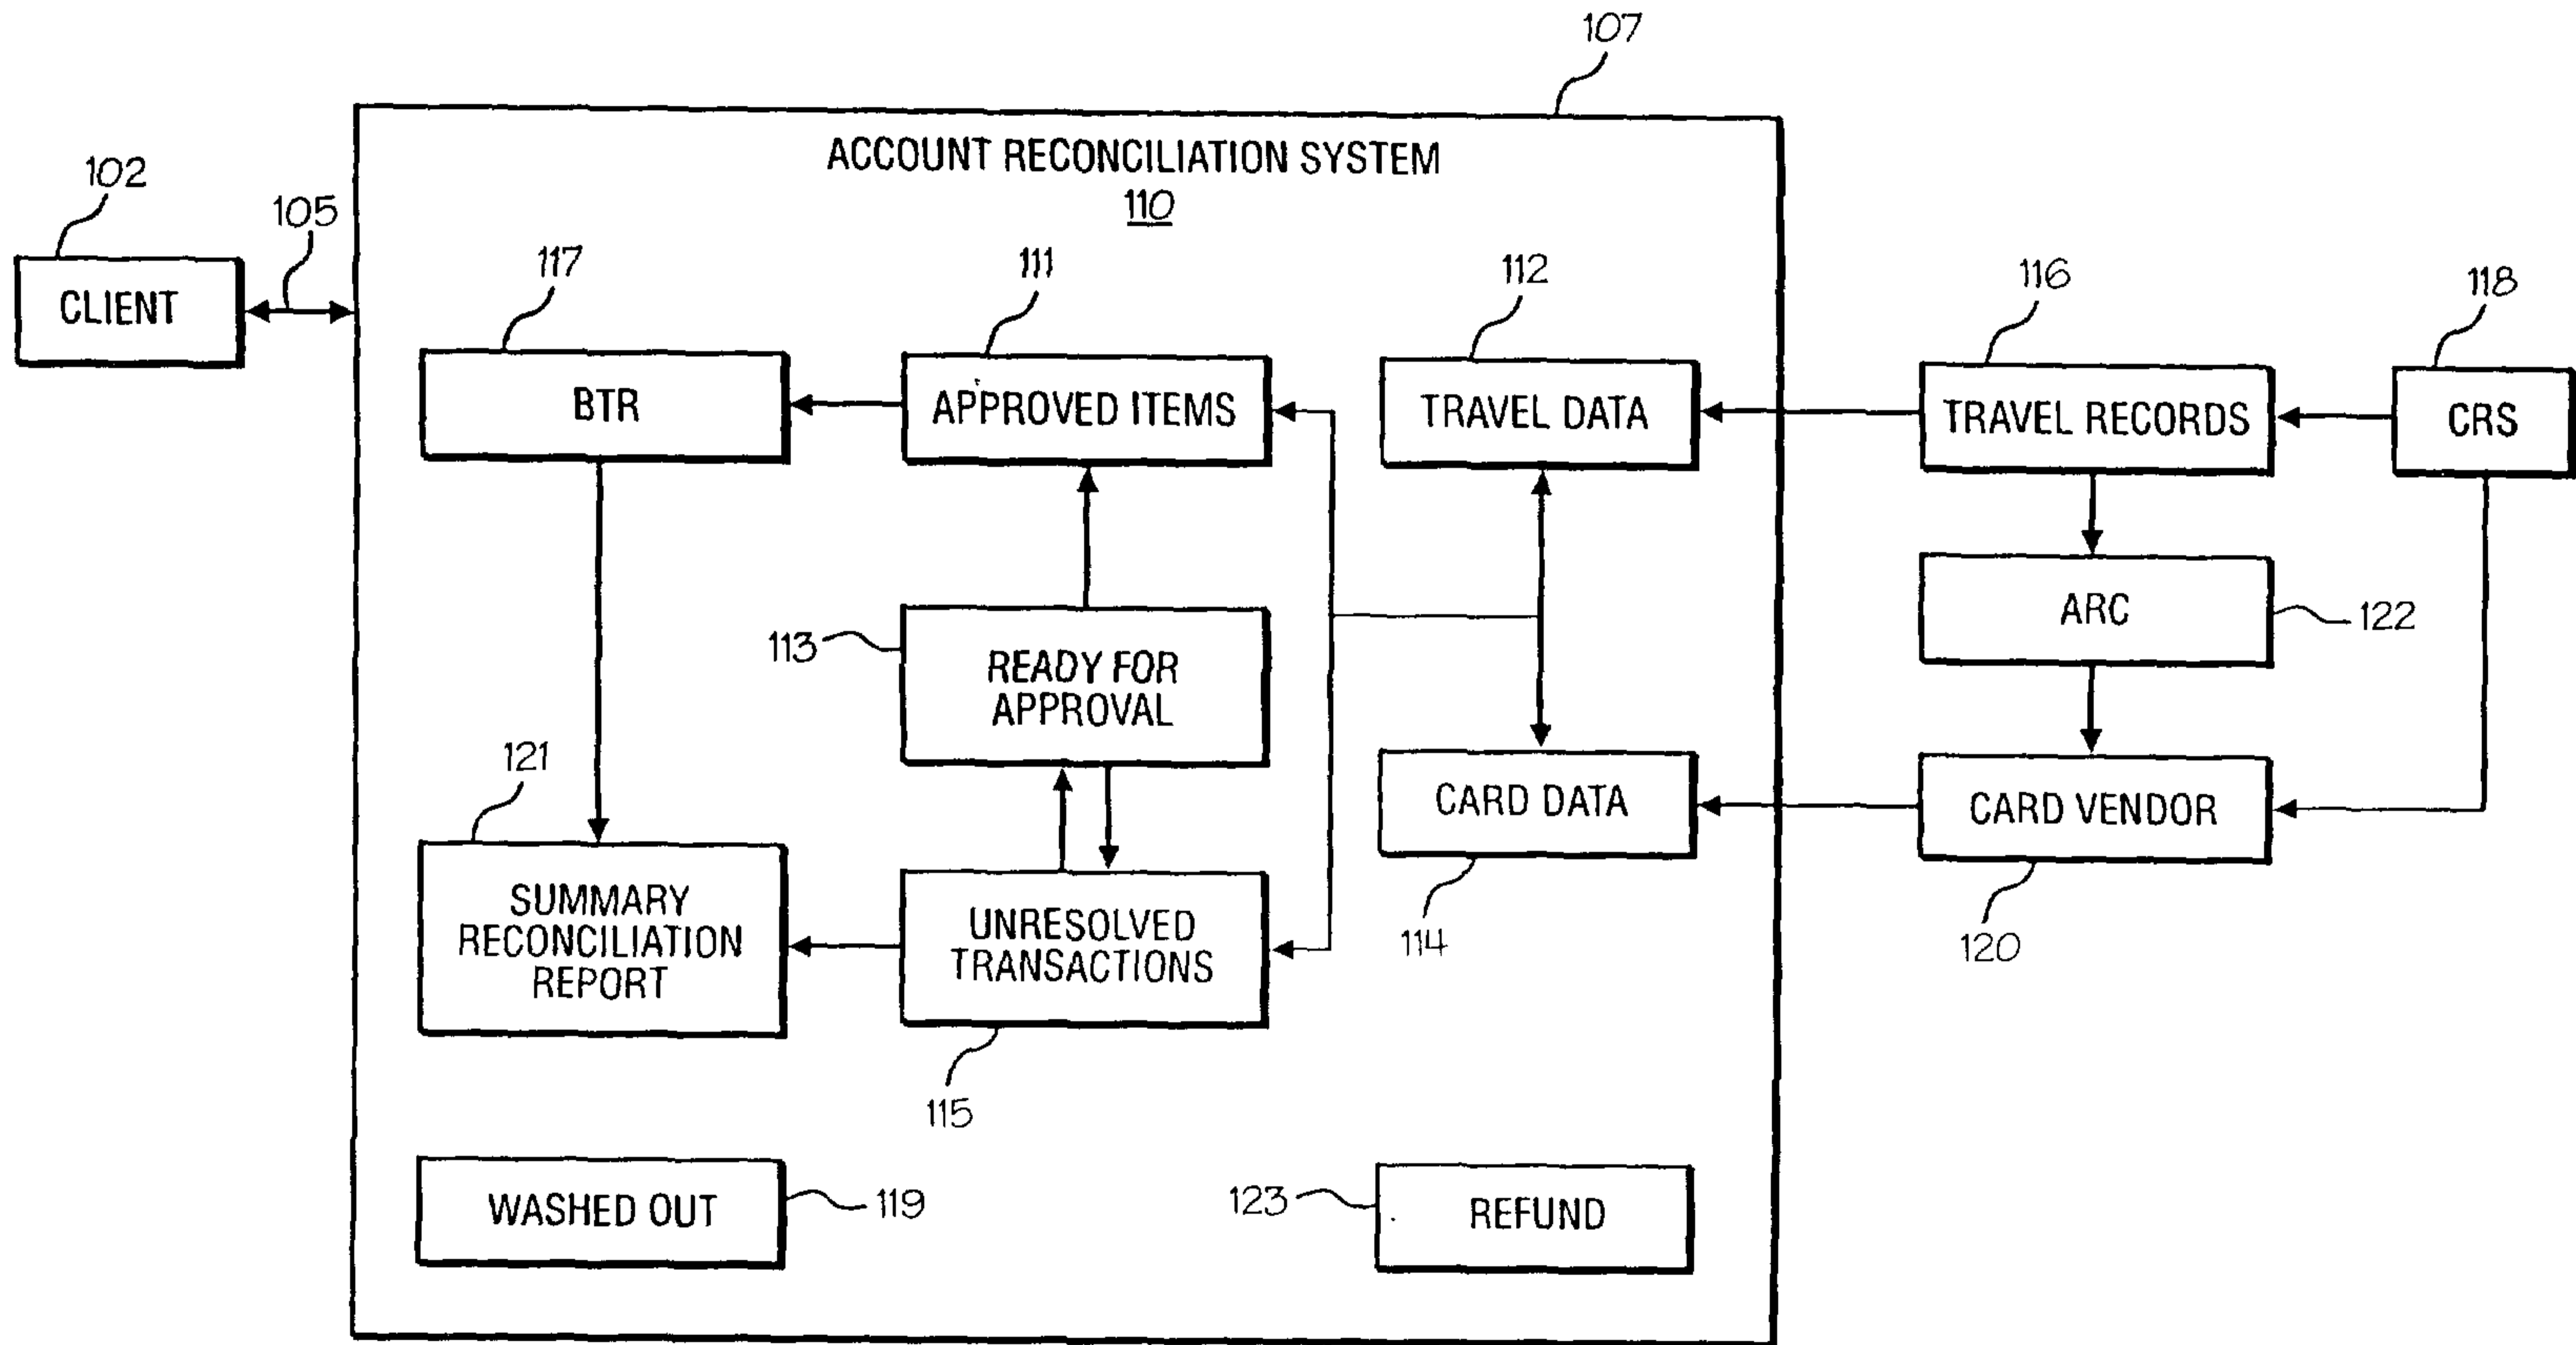 107
ACCOUNT RECONCILIATION SYSTEM
110
102
105
CLIENT
117
111
112
116
118
BTR
APPROVED ITEMS
TRAVEL DATA
TRAVEL RECORDS
CRS
113
READY FOR
APPROVAL
ARC
122
121
SUMMARY
RECONCILIATION
REPORT
UNRESOLVED
TRANSACTIONS
CARD DATA
CARD VENDOR
114
120
115
WASHED OUT
119
123
REFUND